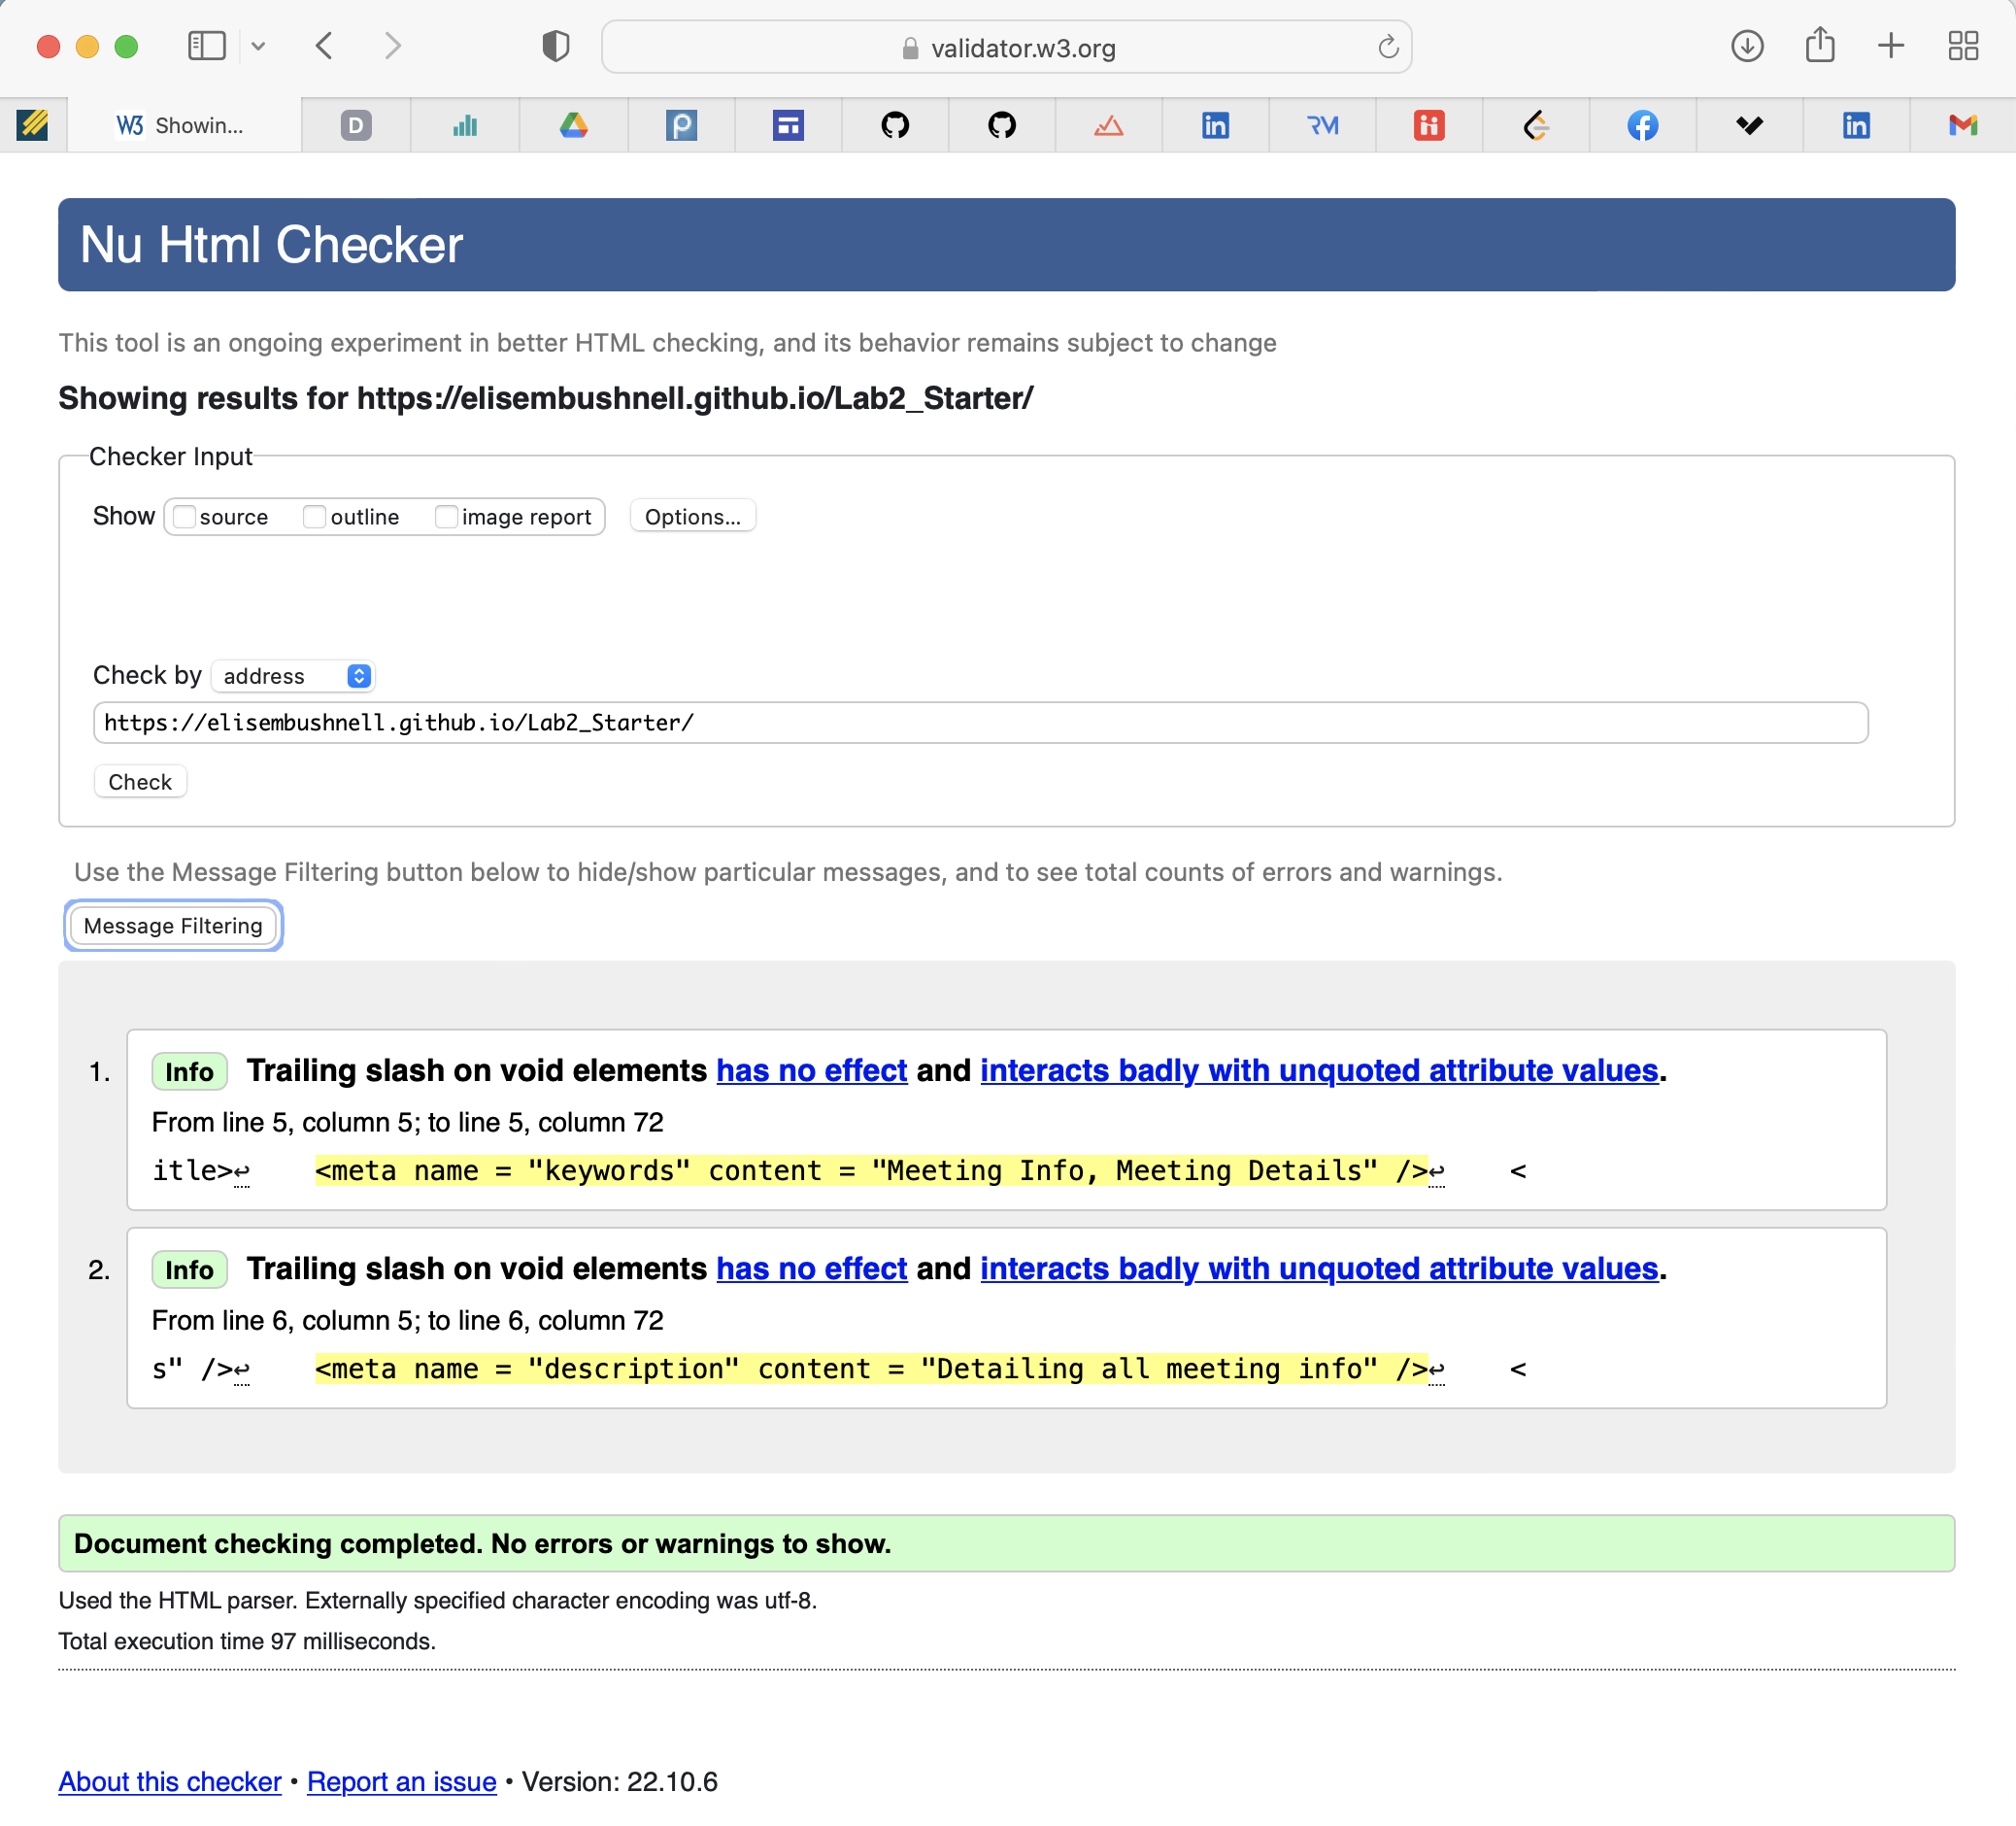 validator.w3.org
W3 Showin...
D
Nu Html Checker
This tool is an ongoing experiment in better HTML checking, and its behavior remains subject to change
Showing results for https://elisembushnell.github.io/Lab2_Starter/
Checker Input
Show source outline image report Options...
Check by address
https://elisembushnell.github.io/Lab2_Starter/
Check
Use the Message Filtering button below to hide/show particular messages, and to see total counts of errors and warnings.
Message Filtering
1. Info Trailing slash on void elements has no effect and interacts badly with unquoted attribute values.
From line 5, column 5; to line 5, column 72
itle>↩ <meta name = "keywords" content = "Meeting Info, Meeting Details" />↩ <
2. Info Trailing slash on void elements has no effect and interacts badly with unquoted attribute values.
From line 6, column 5; to line 6, column 72
s" />↩ <meta name = "description" content = "Detailing all meeting info" />↩ <
Document checking completed. No errors or warnings to show.
Used the HTML parser. Externally specified character encoding was utf-8.
Total execution time 97 milliseconds.
About this checker • Report an issue • Version: 22.10.6